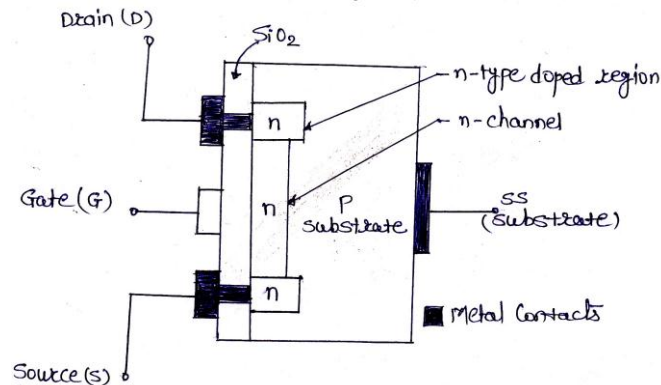 Drain (D)
SiO2
n-type doped region
n
n-channel
Gate (G)
n
P
substrate
SS
(substrate)
n
Metal Contacts
Source (S)